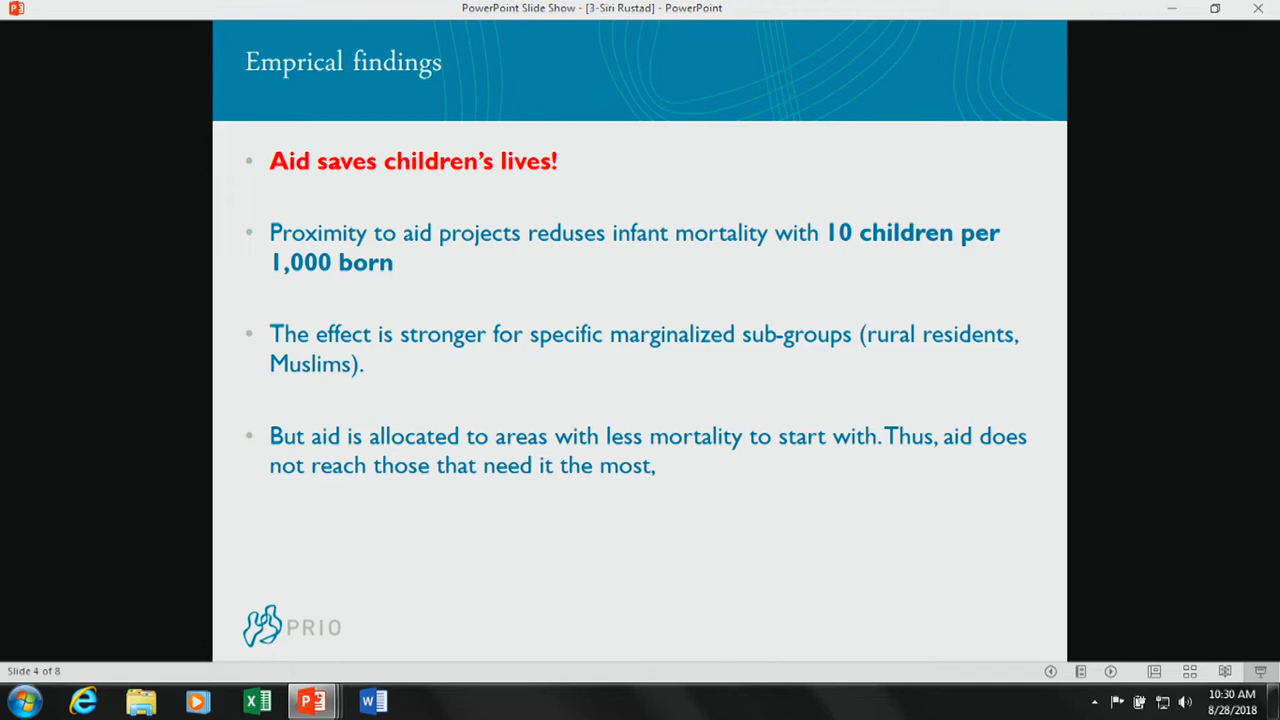 PowerPoint Slide Show - [3-Siri Rustad] - PowerPoint
Emprical findings
• Aid saves children's lives!
• Proximity to aid projects reduses infant mortality with 10 children per
1,000 born
• The effect is stronger for specific marginalized sub-groups (rural residents,
Muslims).
• But aid is allocated to areas with less mortality to start with. Thus, aid does
not reach those that need it the most,
PRIO
Slide 4 of 8
10:30 AM
8/28/2018